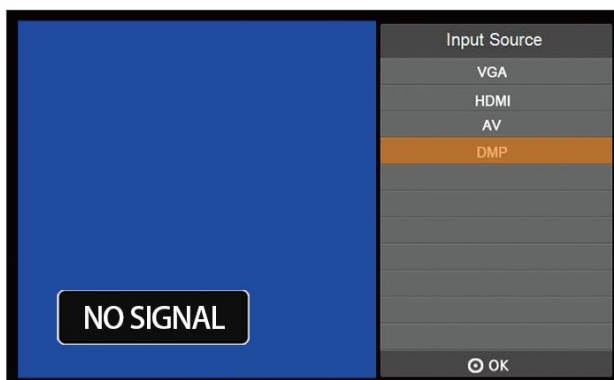 Input Source
VGA
HDMI
AV
DMP
NO SIGNAL
OK